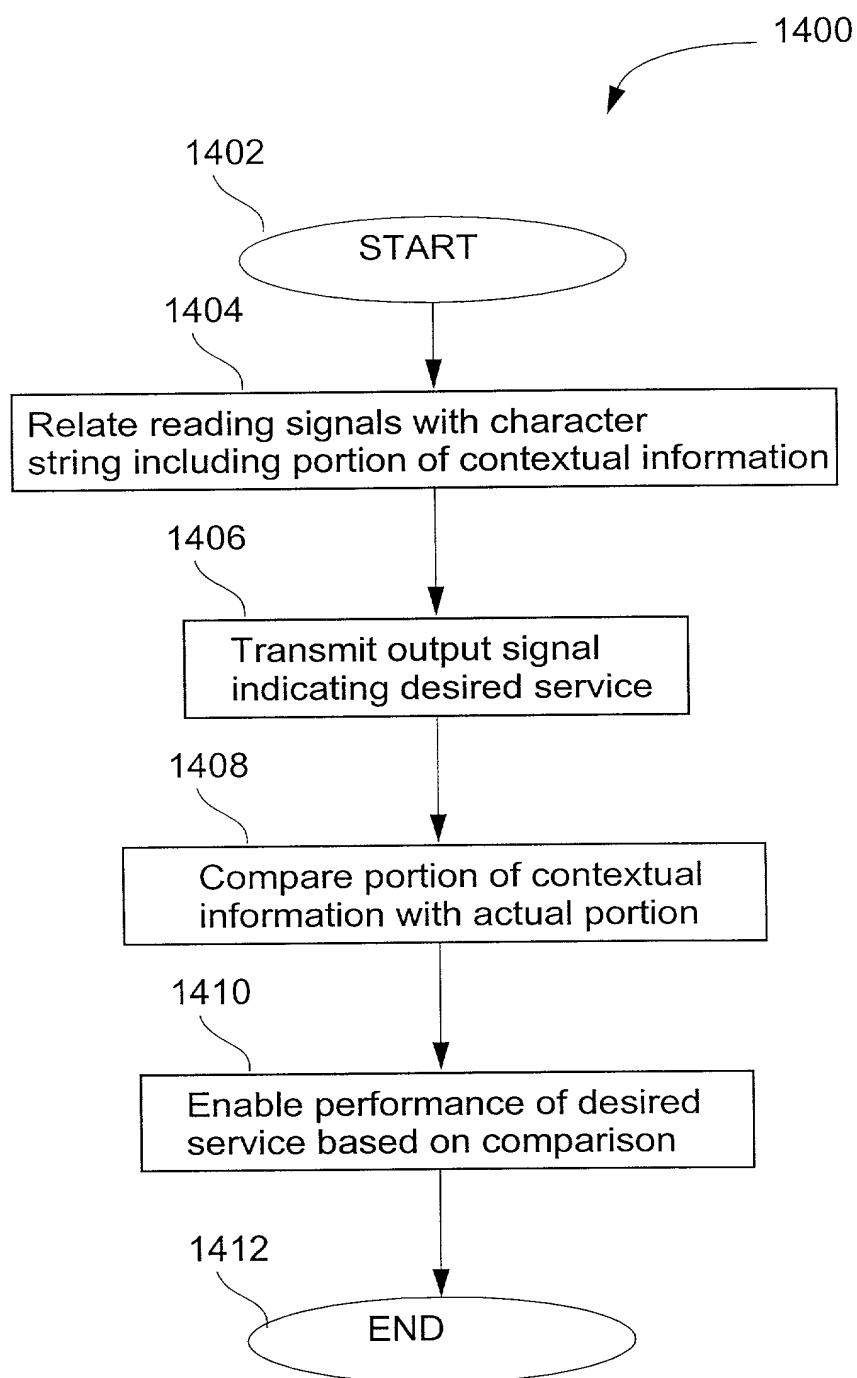 1400
1402
START
1404
Relate reading signals with character
string including portion of contextual information
1406
Transmit output signal
indicating desired service
1408
Compare portion of contextual
information with actual portion
1410
Enable performance of desired
service based on comparison
1412
END